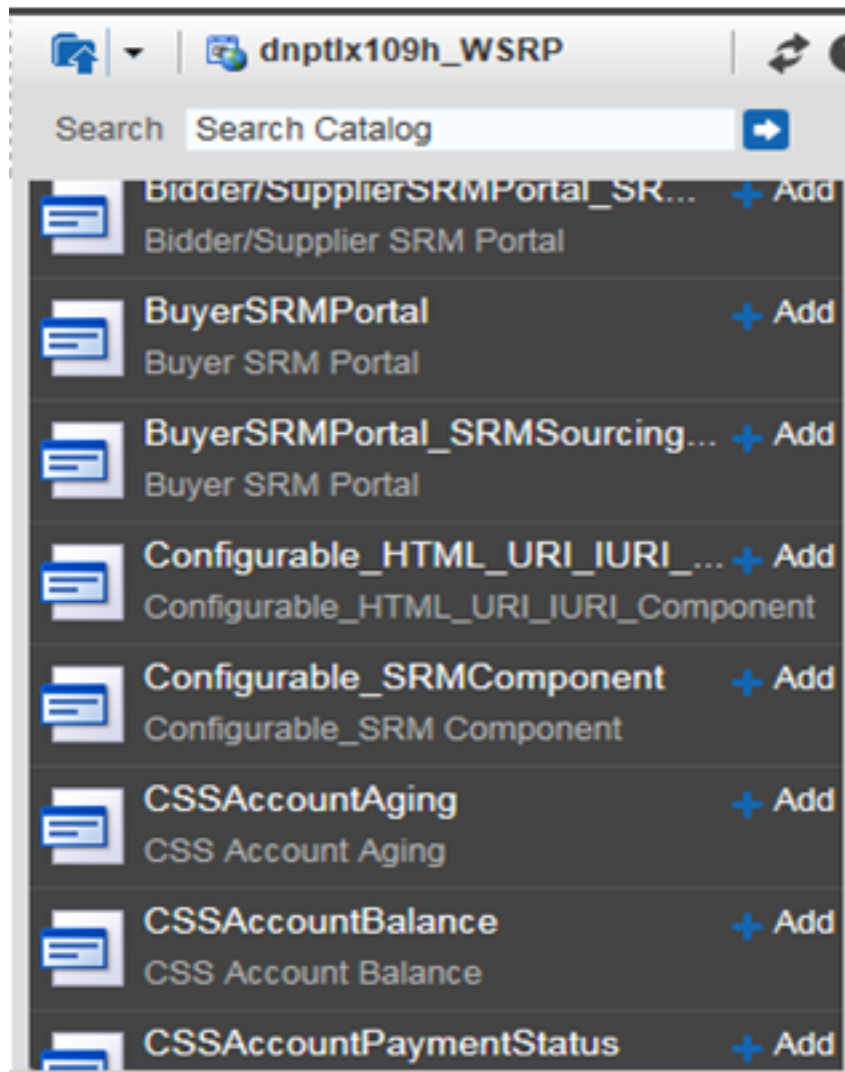 dnptlx109h_WSRP
Search Search Catalog
Bidder/SupplierSRMPortal_SR... Add
Bidder/Supplier SRM Portal
BuyerSRMPortal Add
Buyer SRM Portal
BuyerSRMPortal_SRMSourcing... Add
Buyer SRM Portal
Configurable_HTML_URI_IURI_... Add
Configurable_HTML_URI_IURI_Component
Configurable_SRMComponent Add
Configurable_SRM Component
CSSAccountAging Add
CSS Account Aging
CSSAccountBalance Add
CSS Account Balance
CSSAccountPaymentStatus Add